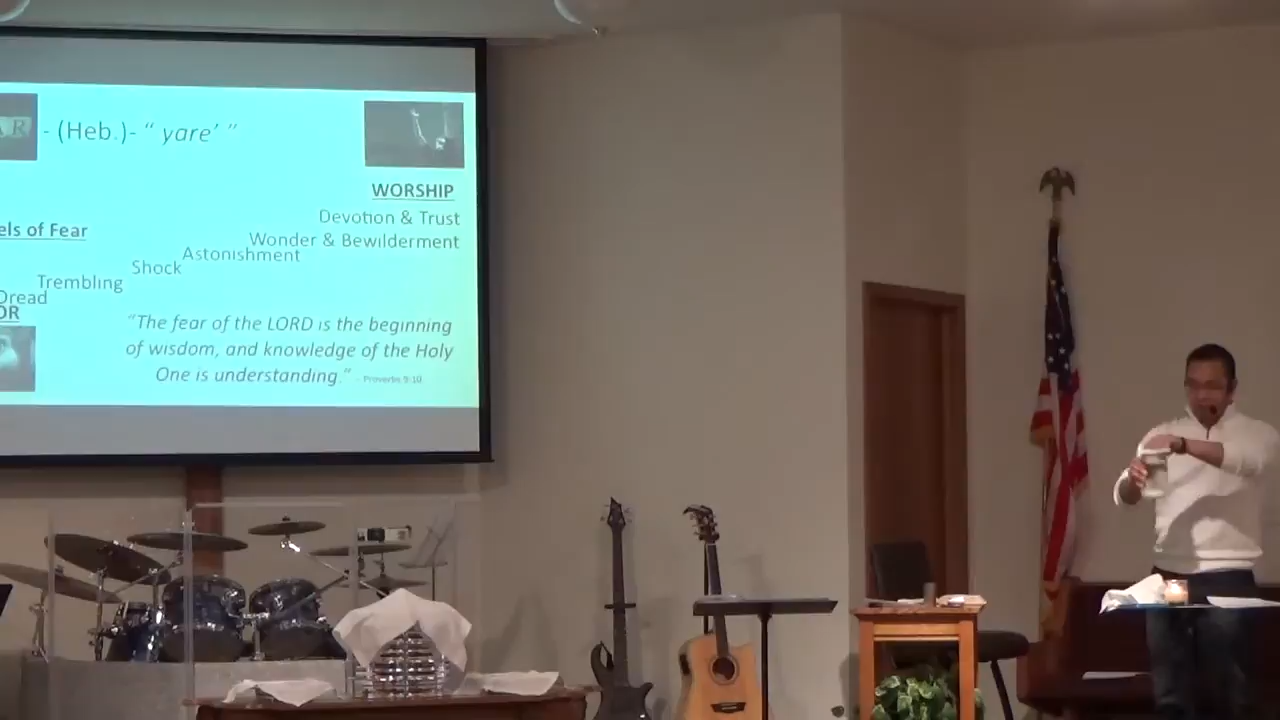 AR - (Heb.)- “ yare’ ”
WORSHIP
Devotion & Trust
els of Fear
Wonder & Bewilderment
Astonishment
Shock
Trembling
Dread
OR
“The fear of the LORD is the beginning
of wisdom, and knowledge of the Holy
One is understanding.” - Proverbs 9:10